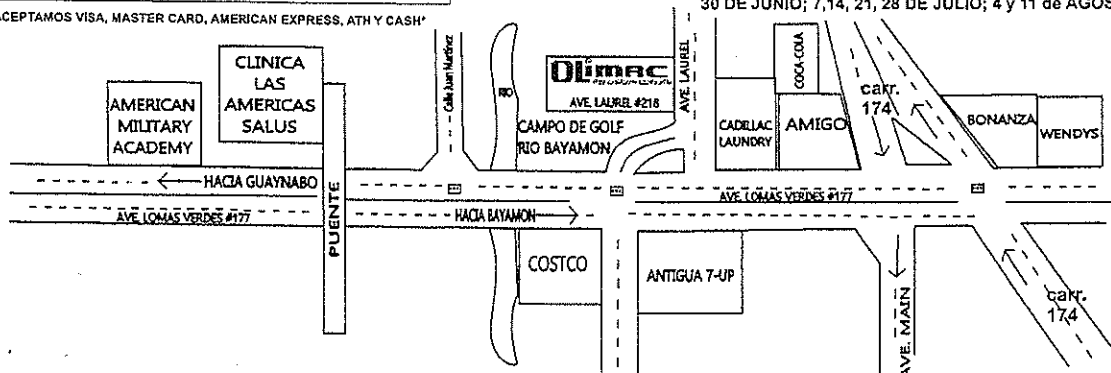 ACEPTAMOS VISA, MASTER CARD, AMERICAN EXPRESS, ATH Y CASH*
30 DE JUNIO; 7,14, 21, 28 DE JULIO; 4 y 11 de AGOS
AMERICAN
MILITARY
ACADEMY
CLINICA
LAS
AMERICAS
SALUS
PUENTE
Calle Juan Martínez
RIO
OLIMAC
AVE. LAUREL #218
CAMPO DE GOLF
RIO BAYAMON
AVE. LAUREL
CADILLAC
LAUNDRY
COCA-COLA
AMIGO
carr.
174
BONANZA
WENDYS
HACIA GUAYNABO
AVE. LOMAS VERDES #177
HACIA BAYAMON
AVE. LOMAS VERDES #177
COSTCO
ANTIGUA 7-UP
AVE. MAIN
carr.
174